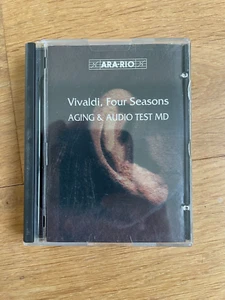 ARA-RIO
Vivaldi, Four Seasons
AGING & AUDIO TEST MD